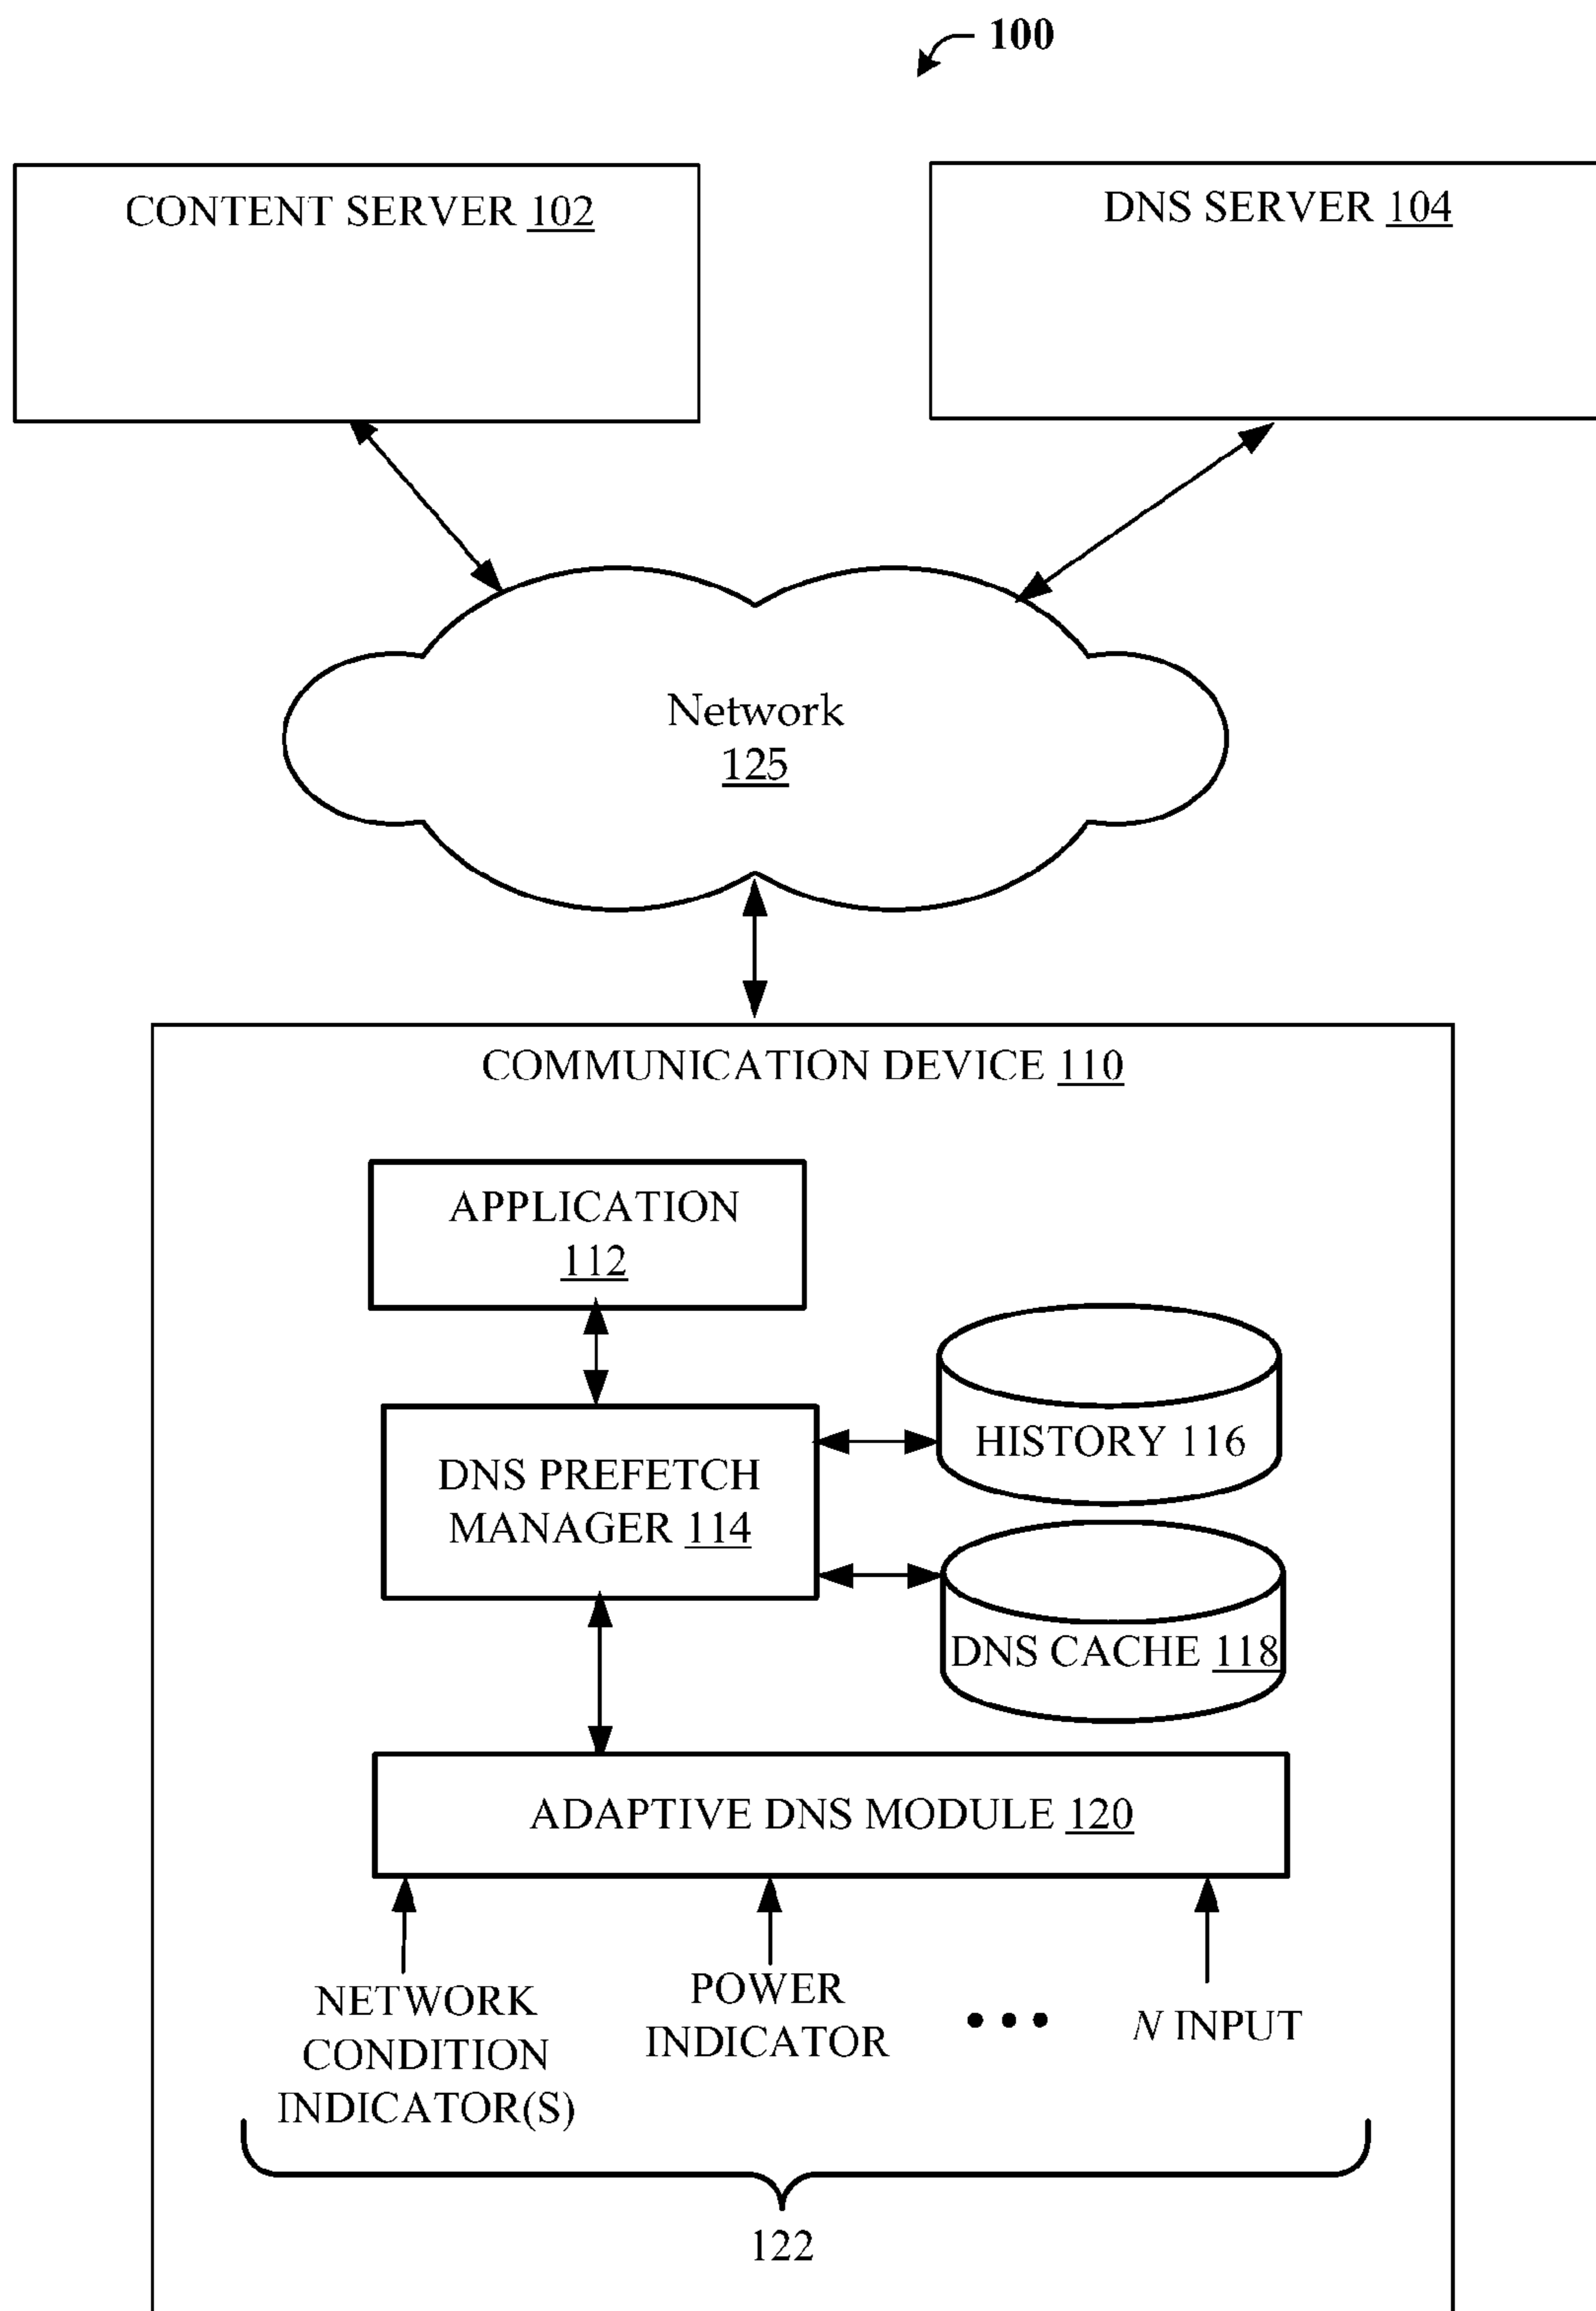 100
CONTENT SERVER 102
DNS SERVER 104
Network
125
COMMUNICATION DEVICE 110
APPLICATION
112
DNS PREFETCH
MANAGER 114
HISTORY 116
DNS CACHE 118
ADAPTIVE DNS MODULE 120
NETWORK
CONDITION
INDICATOR(S)
POWER
INDICATOR
N INPUT
122